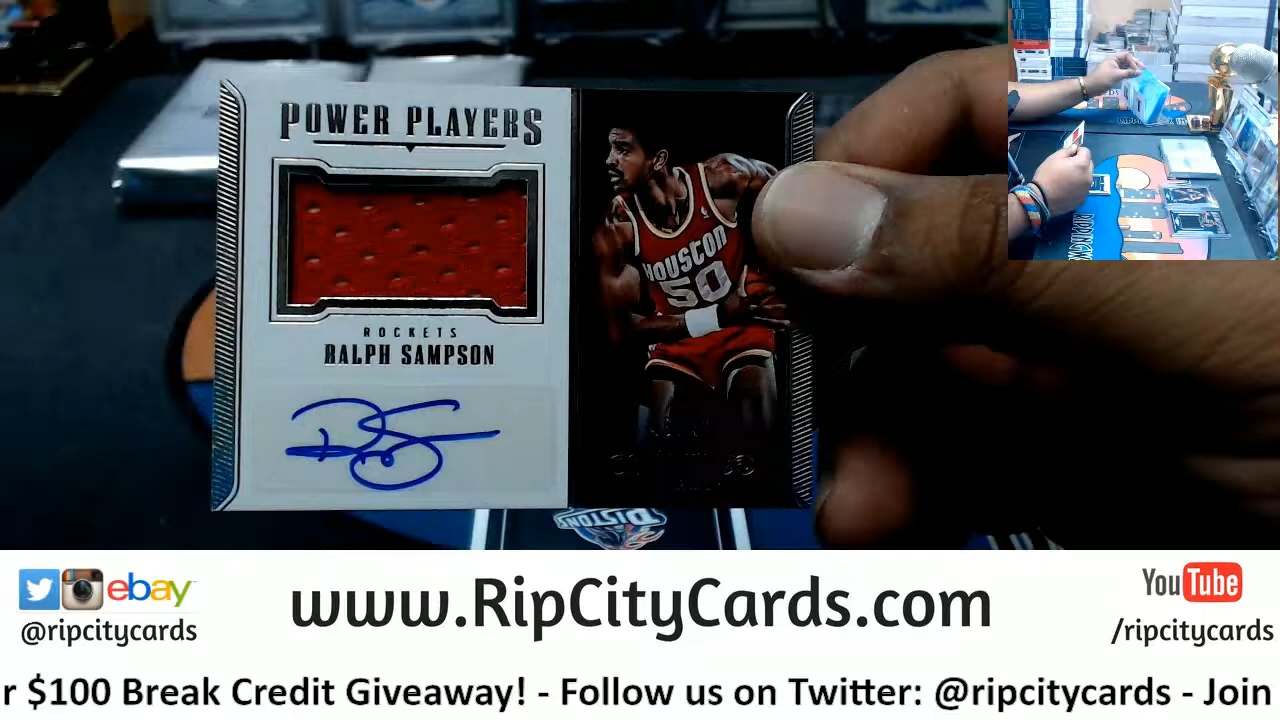 POWER PLAYERS
ROCKETS
RALPH SAMPSON
HOUSTON
50
PISTONS
ebay
@ripcitycards
www.RipCityCards.com
YouTube
/ripcitycards
r $100 Break Credit Giveaway! - Follow us on Twitter: @ripcitycards - Join